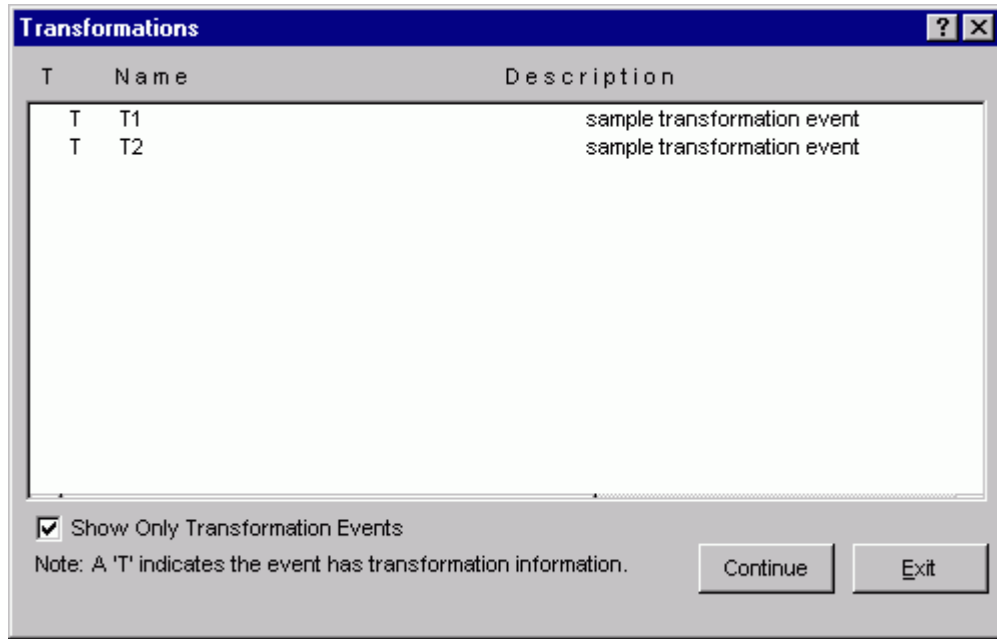 Transformations
T Name Description
T T1 sample transformation event
T T2 sample transformation event
Show Only Transformation Events
Note: A 'T' indicates the event has transformation information.
Continue Exit